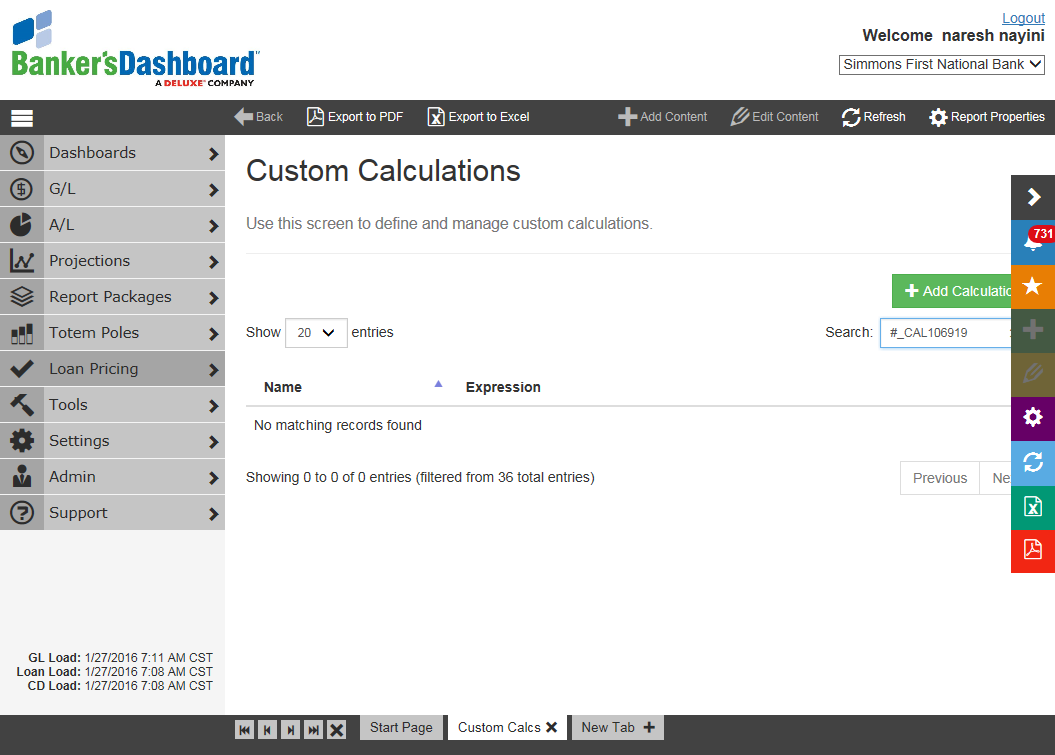 Logout
Welcome naresh nayini
Banker'sDashboard
A DELUXE COMPANY
Simmons First National Bank
Back
Export to PDF
Export to Excel
Add Content
Edit Content
Refresh
Report Properties
Dashboards
G/L
A/L
Projections
Report Packages
Totem Poles
Loan Pricing
Tools
Settings
Admin
Support
GL Load: 1/27/2016 7:11 AM CST
Loan Load: 1/27/2016 7:08 AM CST
CD Load: 1/27/2016 7:08 AM CST
Custom Calculations
Use this screen to define and manage custom calculations.
731
Add Calculatio
Show 20 entries
Search: #_CAL106919
Name Expression
No matching records found
Showing 0 to 0 of 0 entries (filtered from 36 total entries)
Previous Ne
Start Page
Custom Calcs
New Tab